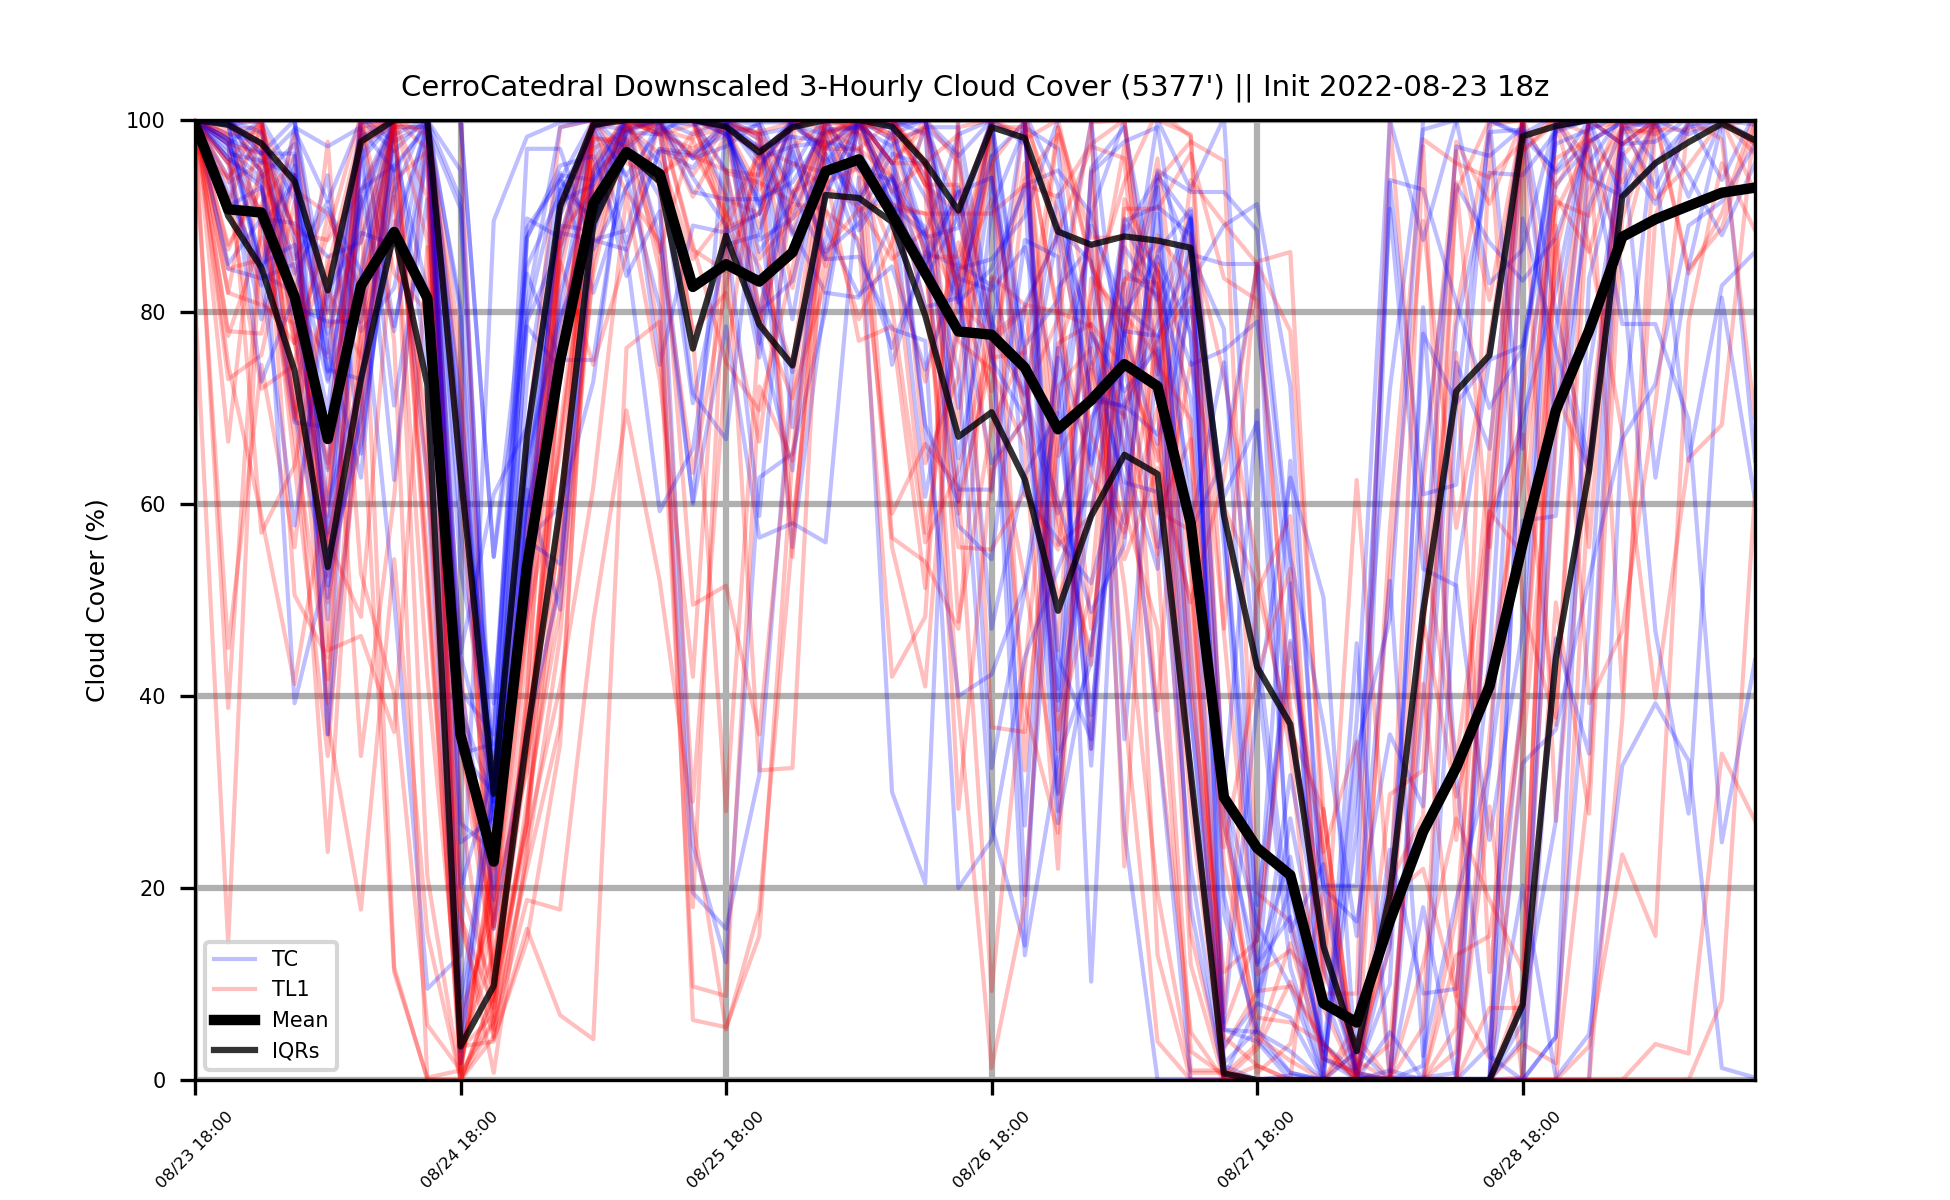 CerroCatedral Downscaled 3-Hourly Cloud Cover (5377') || Init 2022-08-23 18z
Cloud Cover (%)
100
80
60
40
20
0
TC
TL1
Mean
IQRs
08/23 18:00
08/24 18:00
08/25 18:00
08/26 18:00
08/27 18:00
08/28 18:00